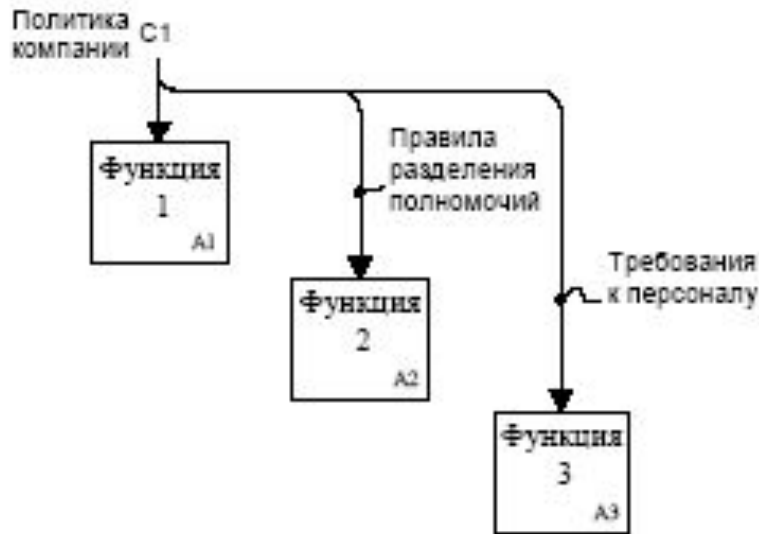 Политика
компании C1
Функция
1
A1
Правила
разделения
полномочий
Функция
2
A2
Требования
к персоналу
Функция
3
A3